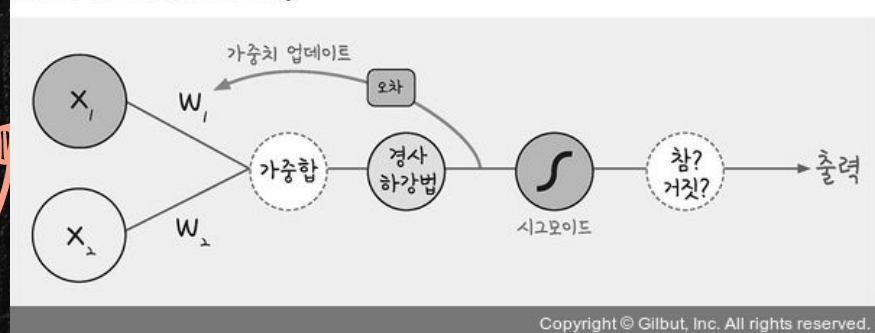 가중치 업데이트
오차
x₁
w₁
가중합
경사
하강법
참?
거짓?
출력
x₂
w₂
시그모이드
Copyright © Gilbut, Inc. All rights reserved.